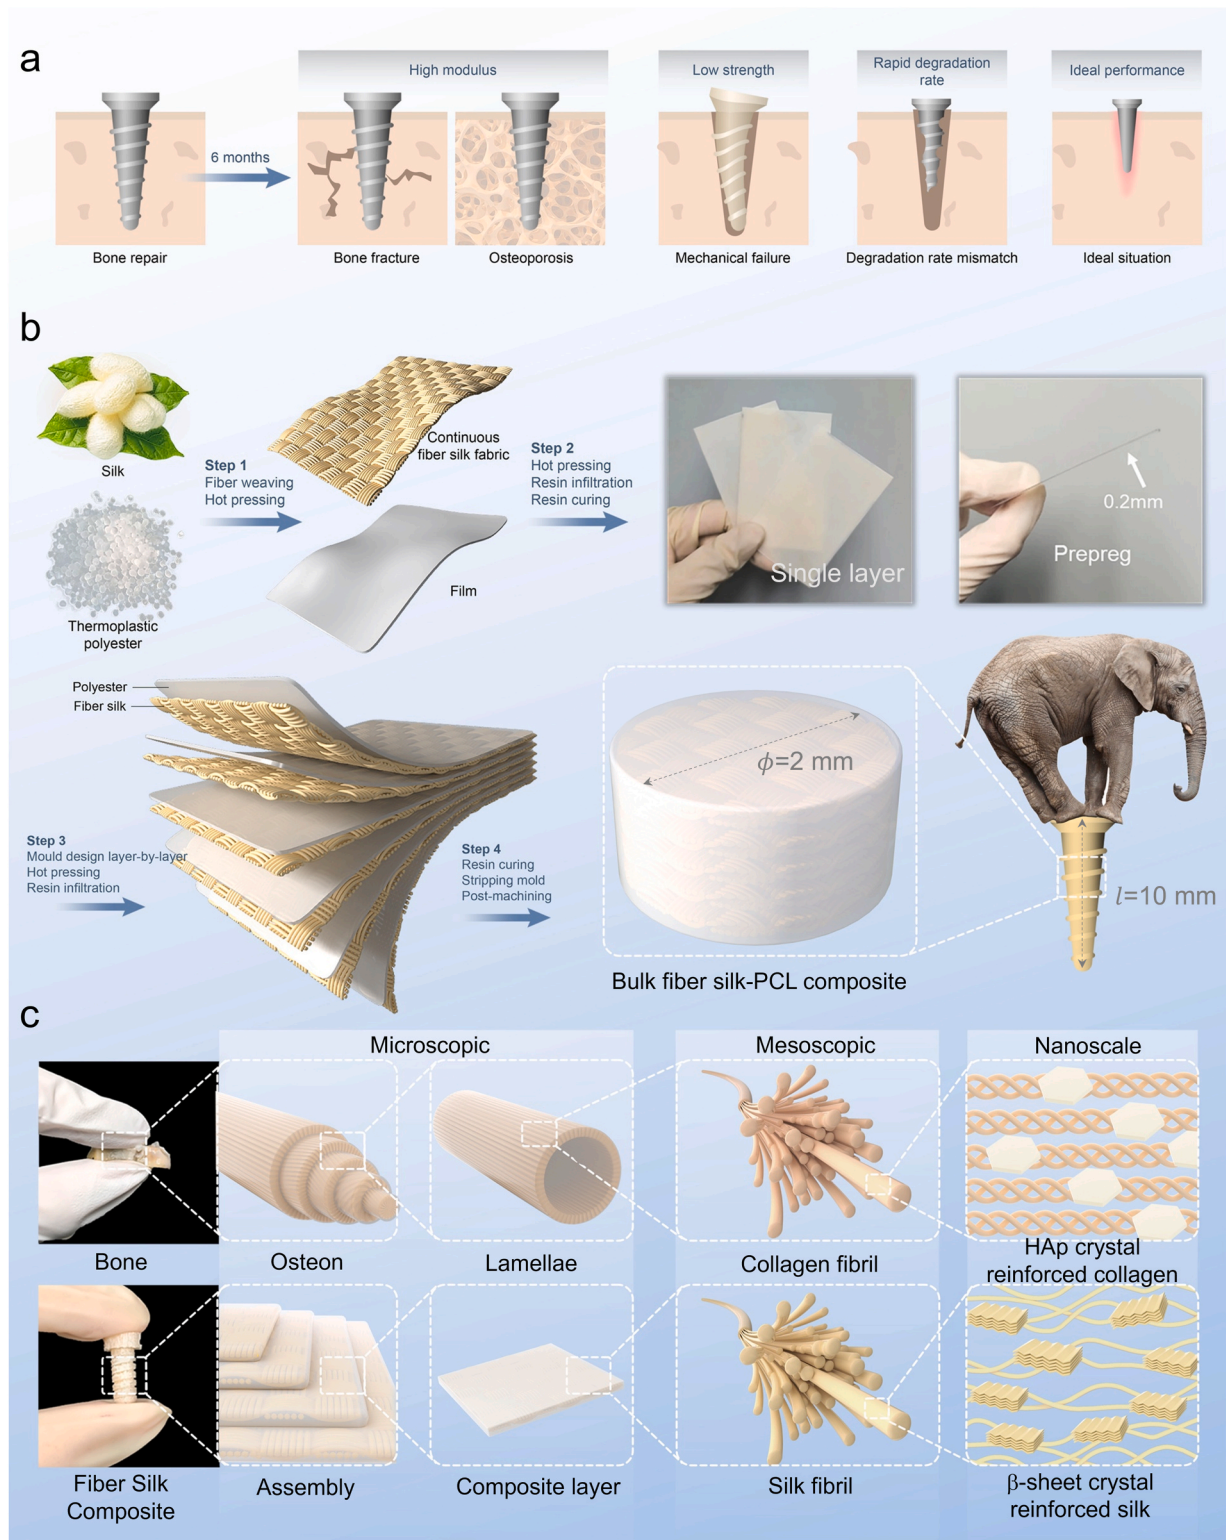 a
High modulus
Low strength
Rapid degradation
rate
Ideal performance
6 months
Bone repair
Bone fracture
Osteoporosis
Mechanical failure
Degradation rate mismatch
Ideal situation
b
Silk
Thermoplastic
polyester
Step 1
Fiber weaving
Hot pressing
Continuous
fiber silk fabric
Film
Step 2
Hot pressing
Resin infiltration
Resin curing
Single layer
0.2mm
Prepreg
Polyester
Fiber silk
Step 3
Mould design layer-by-layer
Hot pressing
Resin infiltration
Step 4
Resin curing
Stripping mold
Post-machining
ϕ=2 mm
l=10 mm
Bulk fiber silk-PCL composite
c
Microscopic
Mesoscopic
Nanoscale
Bone
Osteon
Lamellae
Collagen fibril
HAp crystal
reinforced collagen
Fiber Silk
Composite
Assembly
Composite layer
Silk fibril
β-sheet crystal
reinforced silk